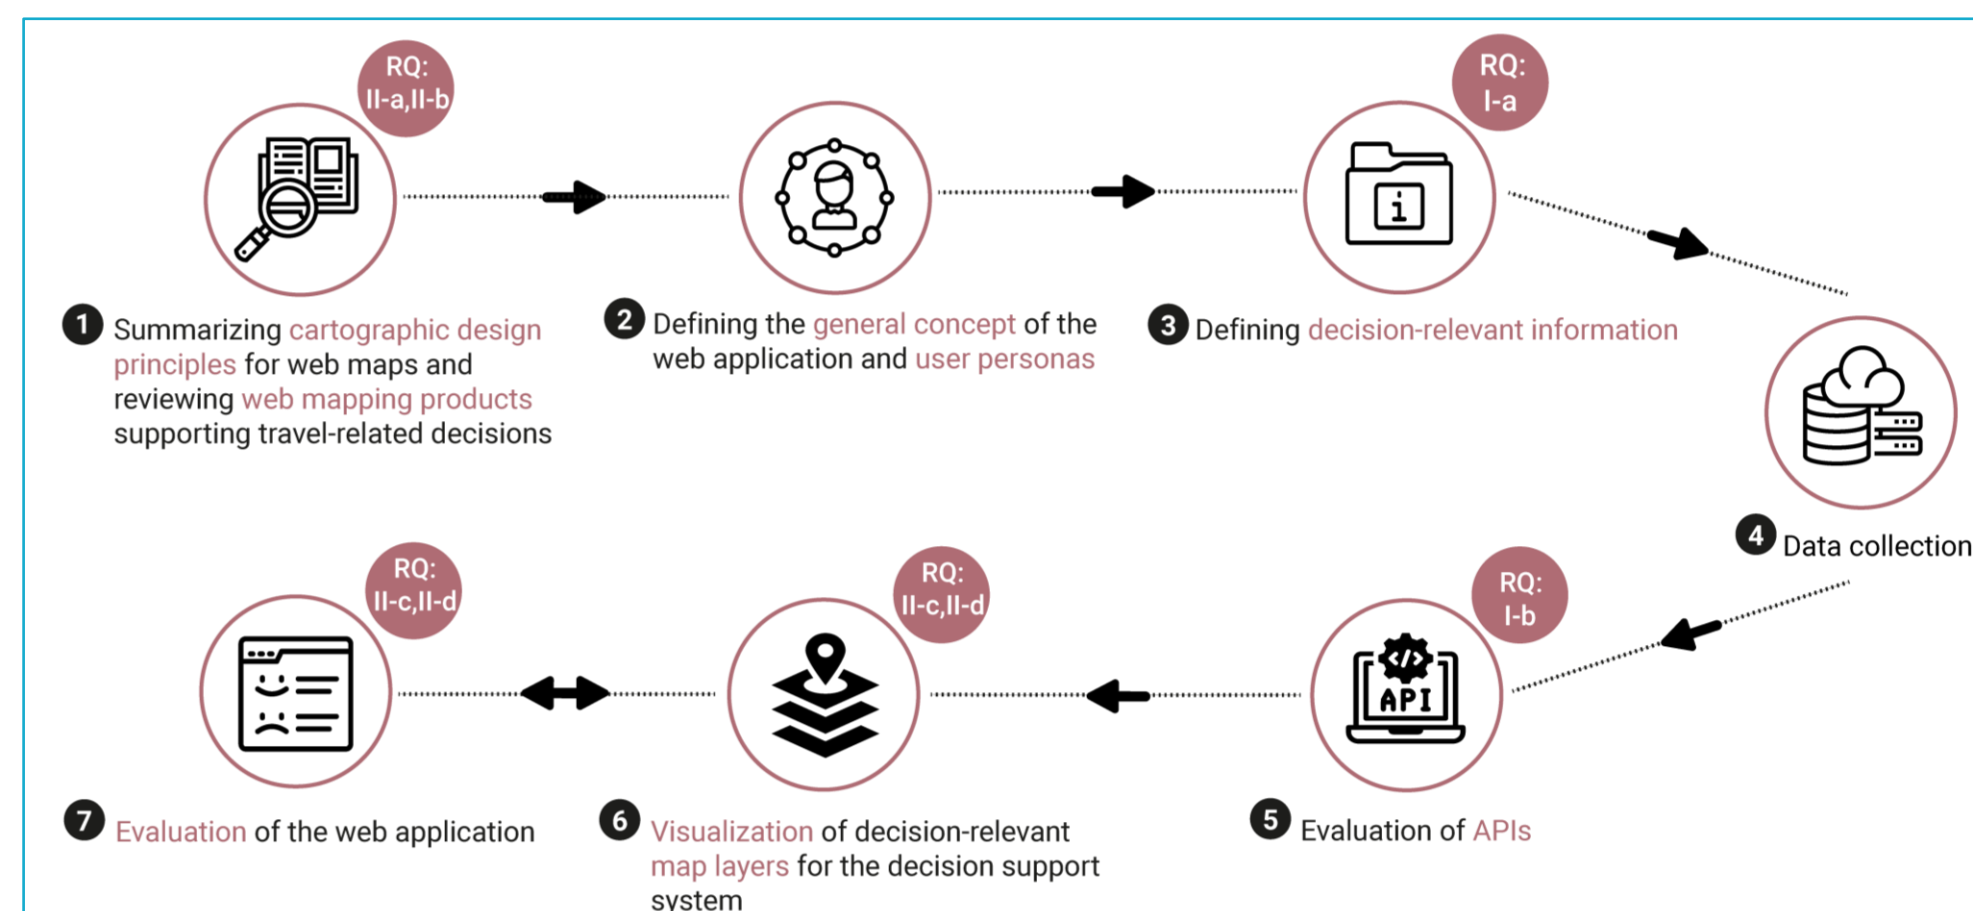 RQ:
II-a,II-b
1 Summarizing cartographic design
principles for web maps and
reviewing web mapping products
supporting travel-related decisions
2 Defining the general concept of the
web application and user personas
RQ:
I-a
i
3 Defining decision-relevant information
4 Data collection
RQ:
I-b
</>
API
5 Evaluation of APIs
RQ:
II-c,II-d
6 Visualization of decision-relevant
map layers for the decision support
system
RQ:
II-c,II-d
7 Evaluation of the web application